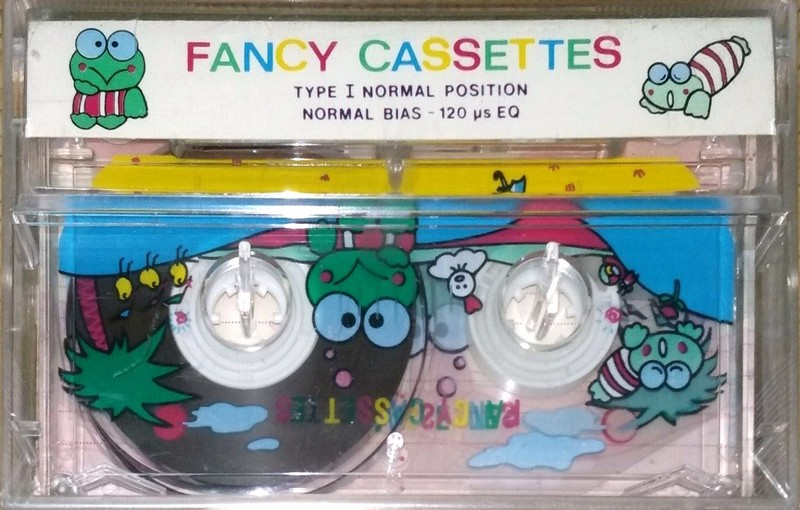 FANCY CASSETTES
TYPE I NORMAL POSITION
NORMAL BIAS - 120 μs EQ